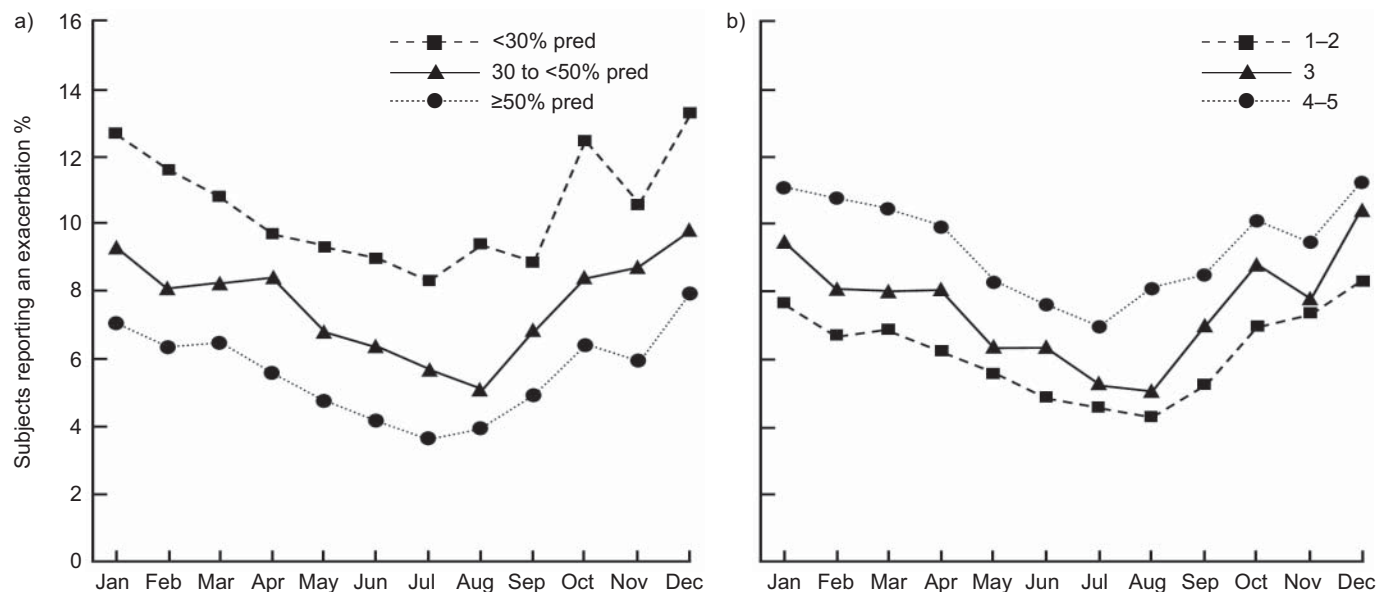 a)
Subjects reporting an exacerbation %
16
14
12
10
8
6
4
2
0
<30% pred
30 to <50% pred
≥50% pred
Jan Feb Mar Apr May Jun Jul Aug Sep Oct Nov Dec
b)
1–2
3
4–5
Jan Feb Mar Apr May Jun Jul Aug Sep Oct Nov Dec